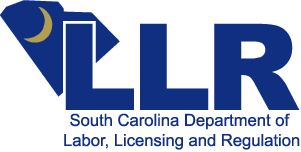 LLR
South Carolina Department of
Labor, Licensing and Regulation